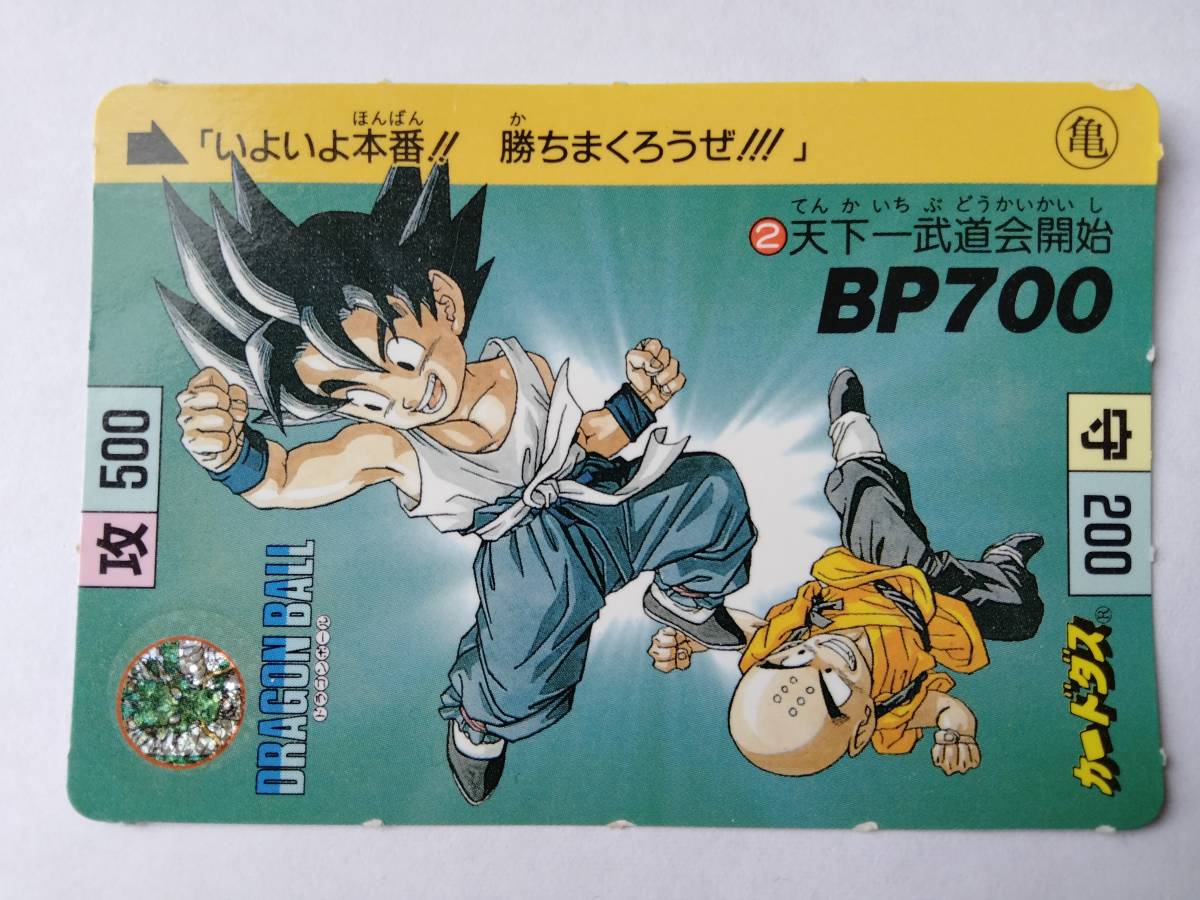 ほんばん か
「いよいよ本番!! 勝ちまくろうぜ!!!」
亀
てんかいちぶどうかいかいし
2天下一武道会開始
BP700
攻 500
守 200
DRAGON BALL
ドラゴンボール
カードダス®